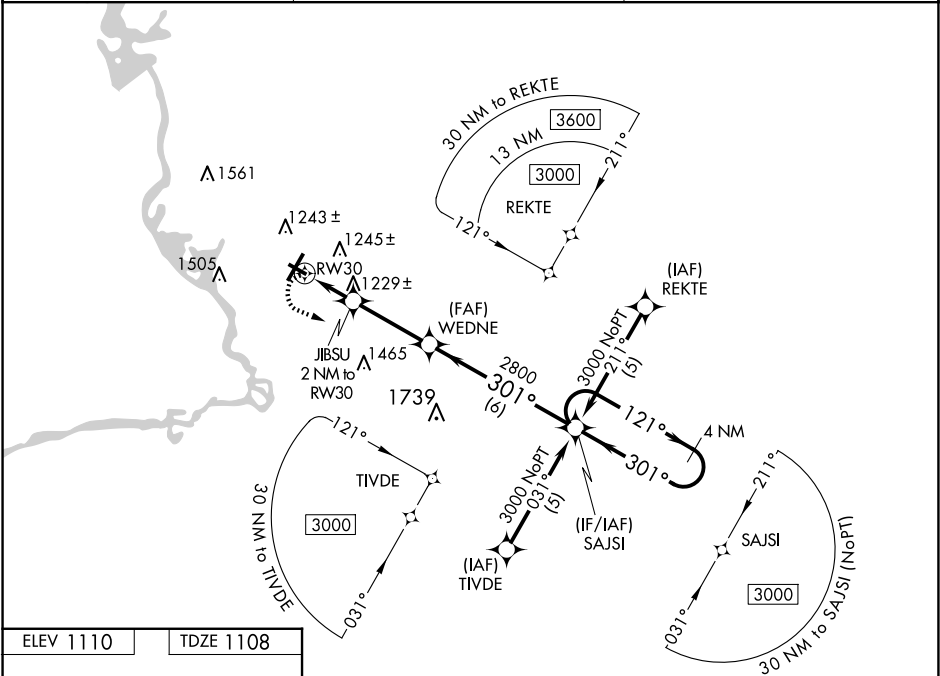 30 NM to REKTE
3600
13 NM
3000
211°
REKTE
121°
1561
1243 ±
1245±
1505
RW30
1229±
(IAF)
REKTE
(FAF)
WEDNE
3000 NoPT
211°
(5)
JIBSU
2 NM to
RW30
1465
2800
301°
(6)
1739
121°
4 NM
301°
121°
TIVDE
3000
031°
30 NM to TIVDE
3000 NoPT
031°
(5)
(IF/IAF)
SAJSI
(IAF)
TIVDE
211°
SAJSI
3000
031°
30 NM to SAJSI (NoPT)
ELEV 1110
TDZE 1108